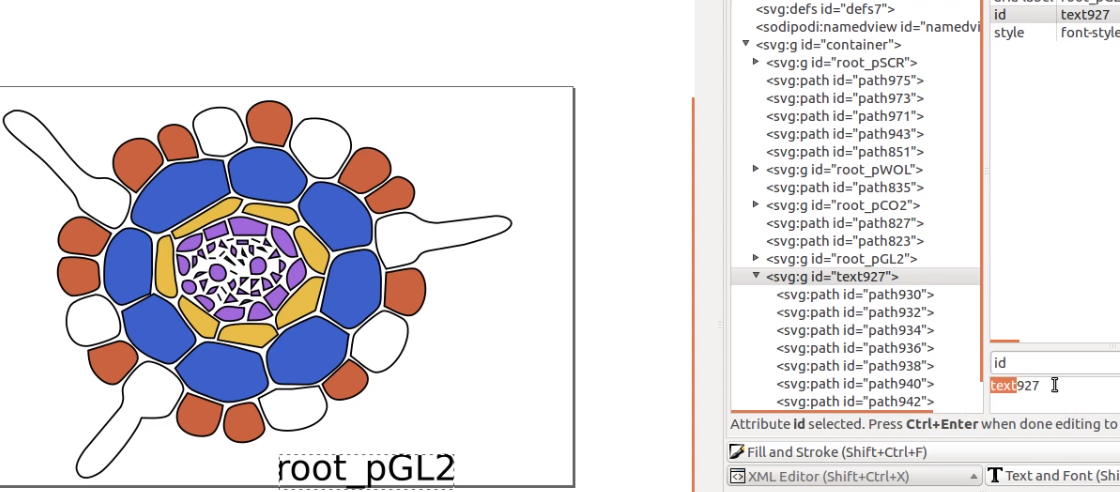 <svg:defs id="defs7">
<sodipodi:namedview id="namedvi
<svg:g id="container">
<svg:g id="root_pSCR">
<svg:path id="path975">
<svg:path id="path973">
<svg:path id="path971">
<svg:path id="path943">
<svg:path id="path851">
<svg:g id="root_pWOL">
<svg:path id="path835">
<svg:g id="root_pCO2">
<svg:path id="path827">
<svg:path id="path823">
<svg:g id="root_pGL2">
<svg:g id="text927">
<svg:path id="path930">
<svg:path id="path932">
<svg:path id="path934">
<svg:path id="path936">
<svg:path id="path938">
<svg:path id="path940">
<svg:path id="path942">
id text927
style font-style
id
text927
Attribute id selected. Press Ctrl+Enter when done editing to
Fill and Stroke (Shift+Ctrl+F)
XML Editor (Shift+Ctrl+X)
Text and Font (Shi
root_pGL2